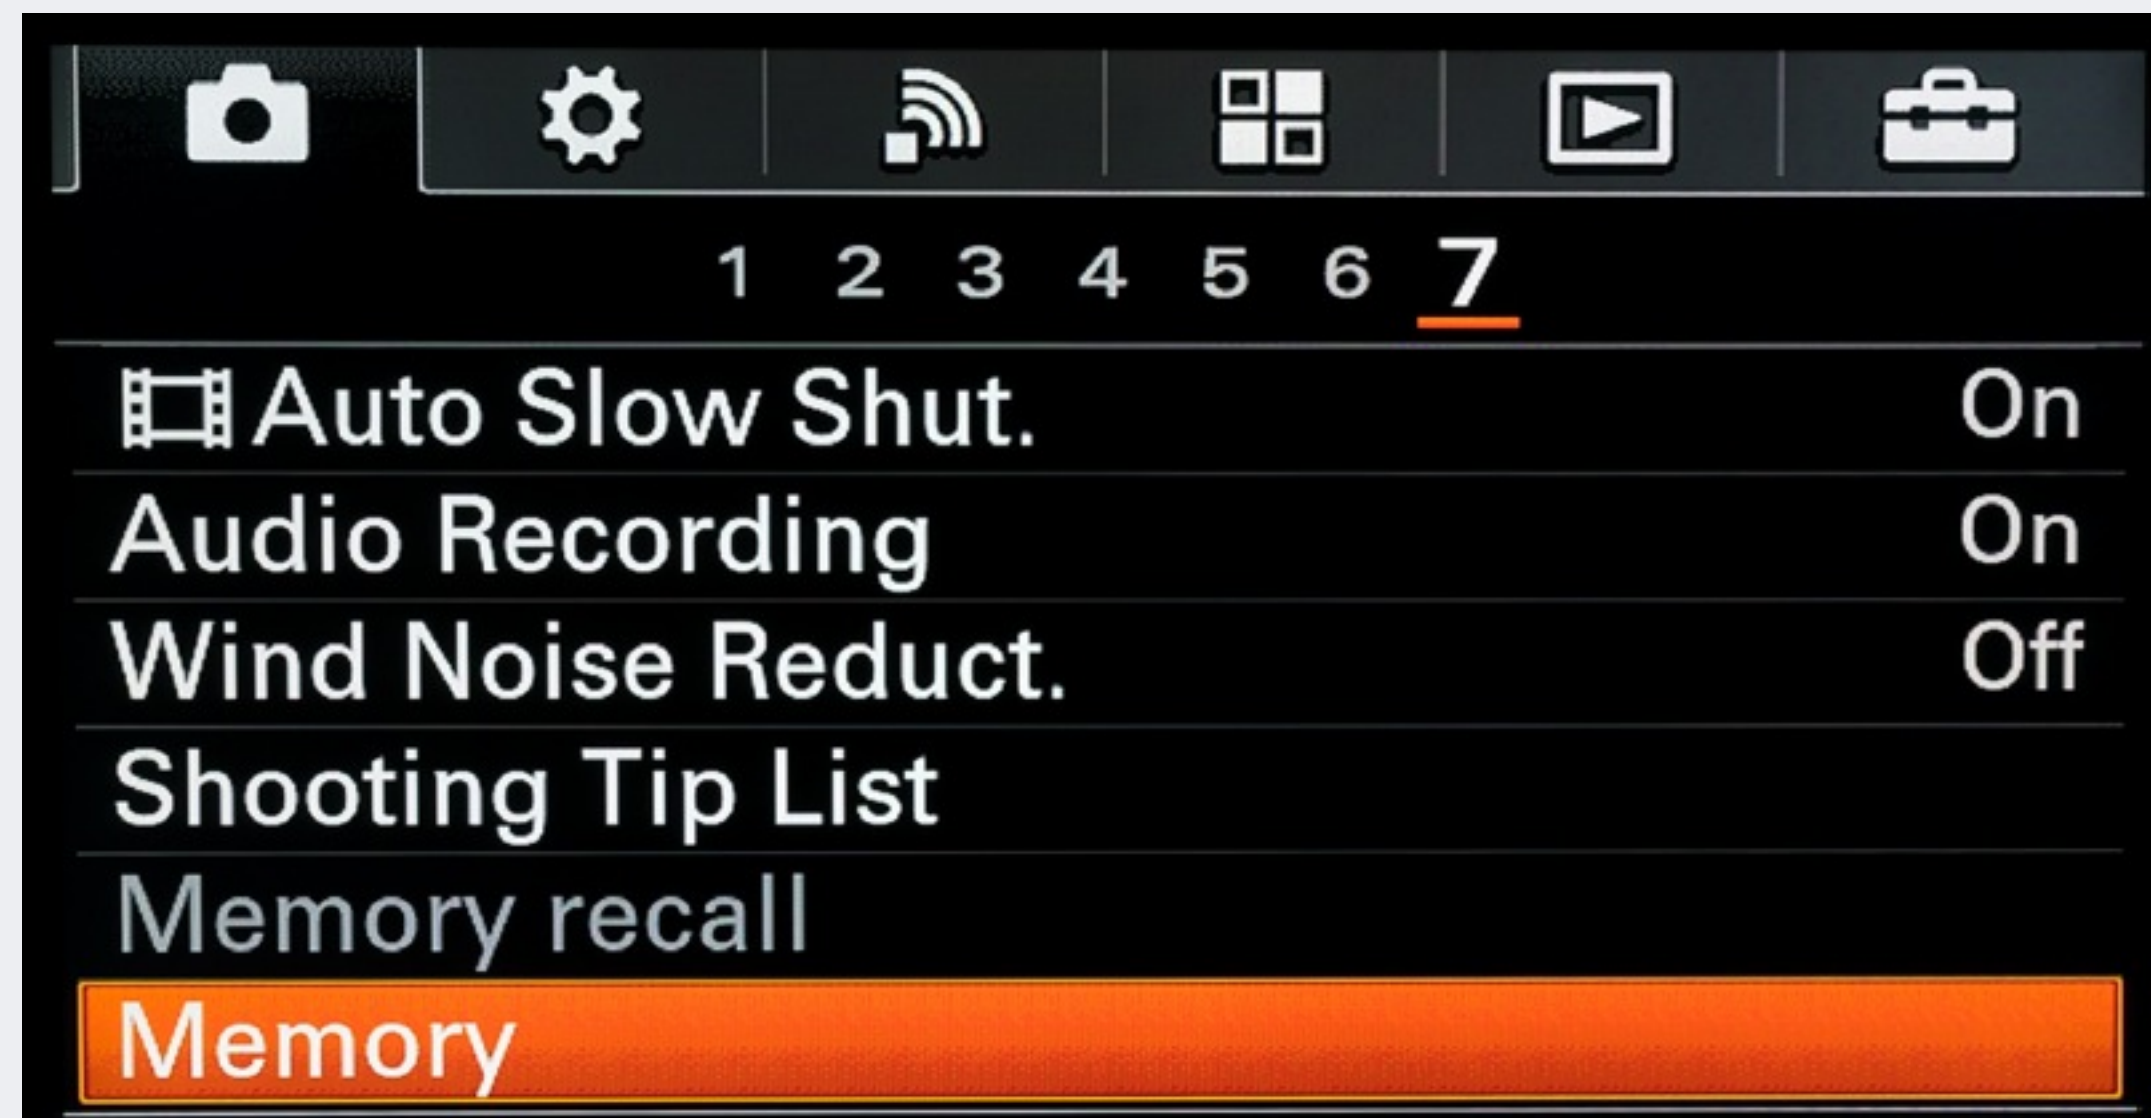 1 2 3 4 5 6 7
Auto Slow Shut. On
Audio Recording On
Wind Noise Reduct. Off
Shooting Tip List
Memory recall
Memory